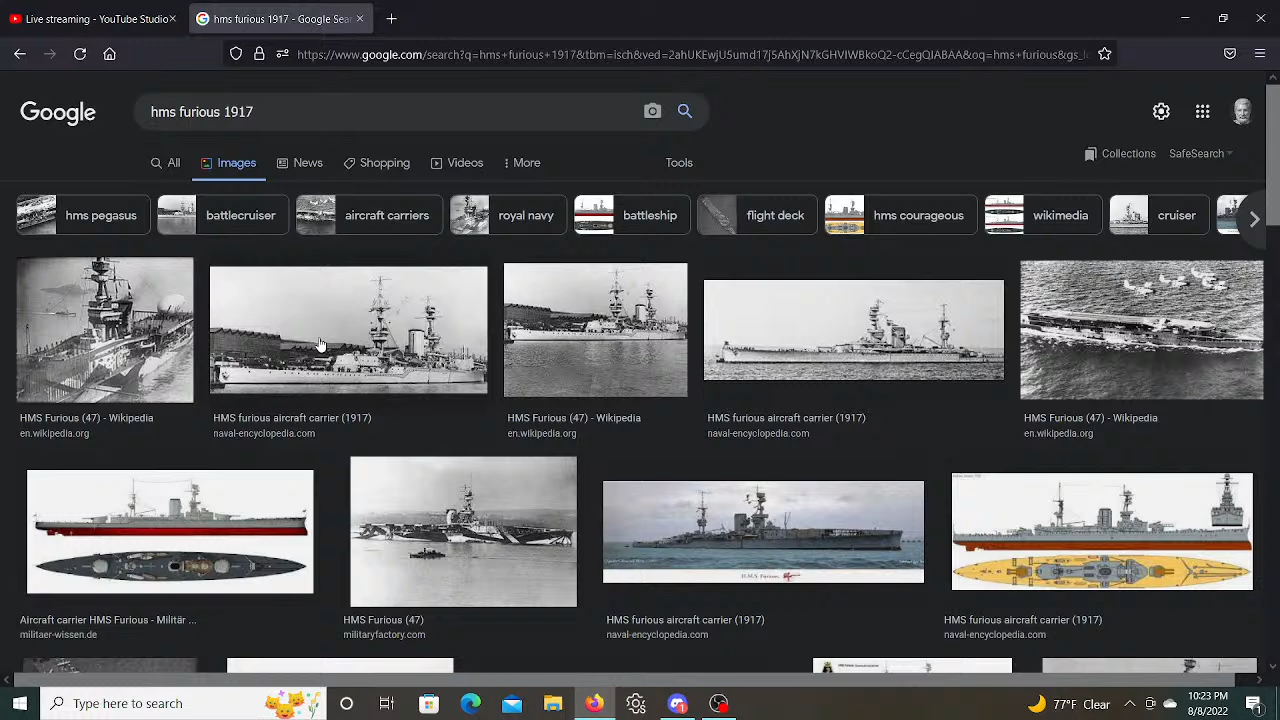 Live streaming - YouTube Studio
hms furious 1917 - Google Sear
https://www.google.com/search?q=hms+furious+1917&tbm=isch&ved=2ahUKEwjU5umd17j5AhXjN7kGHVIWBkoQ2-cCegQIABAA&oq=hms+furious&gs_l
Google
hms furious 1917
All
Images
News
Shopping
Videos
More
Tools
Collections
SafeSearch
hms pegasus
battlecruiser
aircraft carriers
royal navy
battleship
flight deck
hms courageous
wikimedia
cruiser
HMS Furious (47) - Wikipedia
en.wikipedia.org
HMS furious aircraft carrier (1917)
naval-encyclopedia.com
HMS Furious (47) - Wikipedia
en.wikipedia.org
HMS furious aircraft carrier (1917)
naval-encyclopedia.com
HMS Furious (47) - Wikipedia
en.wikipedia.org
H.M.S. Furious,
Aircraft carrier HMS Furious - Militär ...
militaer-wissen.de
HMS Furious (47)
militaryfactory.com
HMS furious aircraft carrier (1917)
naval-encyclopedia.com
HMS furious aircraft carrier (1917)
naval-encyclopedia.com
Type here to search
77°F Clear
10:23 PM
8/8/2022